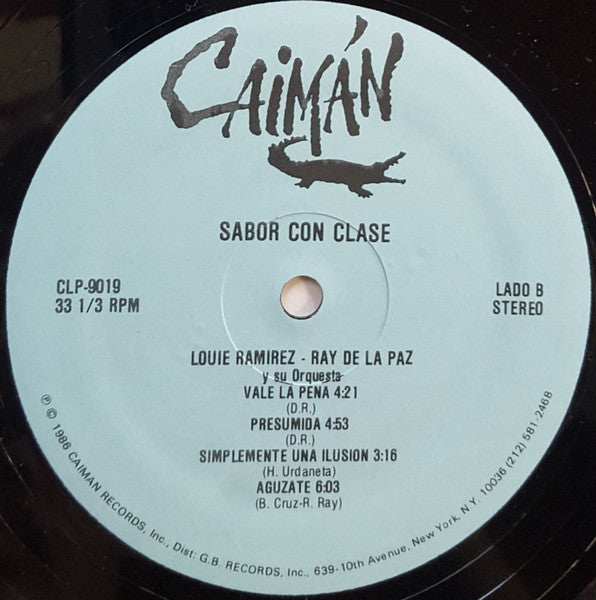 CAIMÁN
SABOR CON CLASE
CLP-9019
33 1/3 RPM
LADO B
STEREO
LOUIE RAMIREZ - RAY DE LA PAZ
y su Orquesta
VALE LA PENA 4:21
(D.R.)
PRESUMIDA 4:53
(D.R.)
SIMPLEMENTE UNA ILUSION 3:16
(H. Urdaneta)
AGUZATE 6:03
(B. Cruz-R. Ray)
℗ © 1986 CAIMAN RECORDS, Inc., Dist: G.B. RECORDS, Inc., 639-10th Avenue, New York, N.Y. 10036 (212) 581-2468